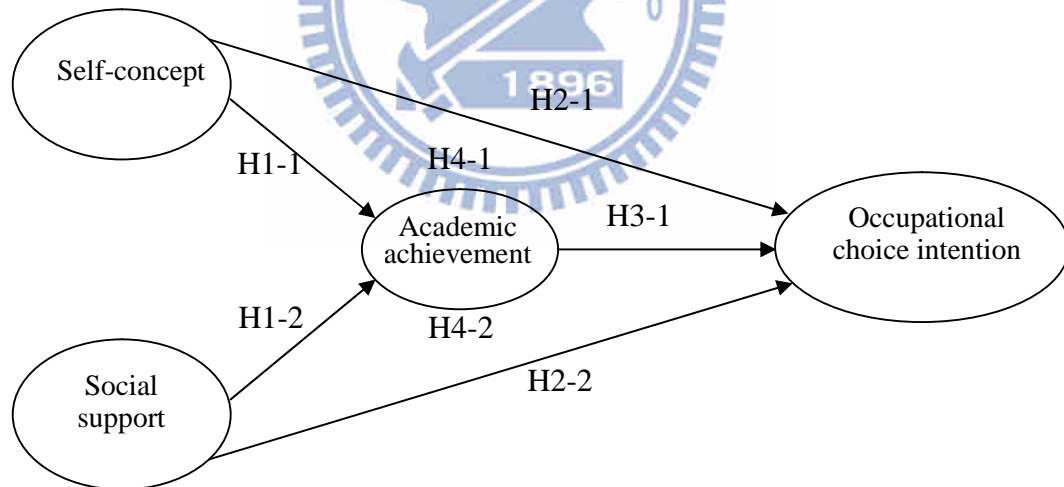 1896
Self-concept
H2-1
H1-1
H4-1
Academic
achievement
H3-1
Occupational
choice intention
H1-2
H4-2
Social
support
H2-2